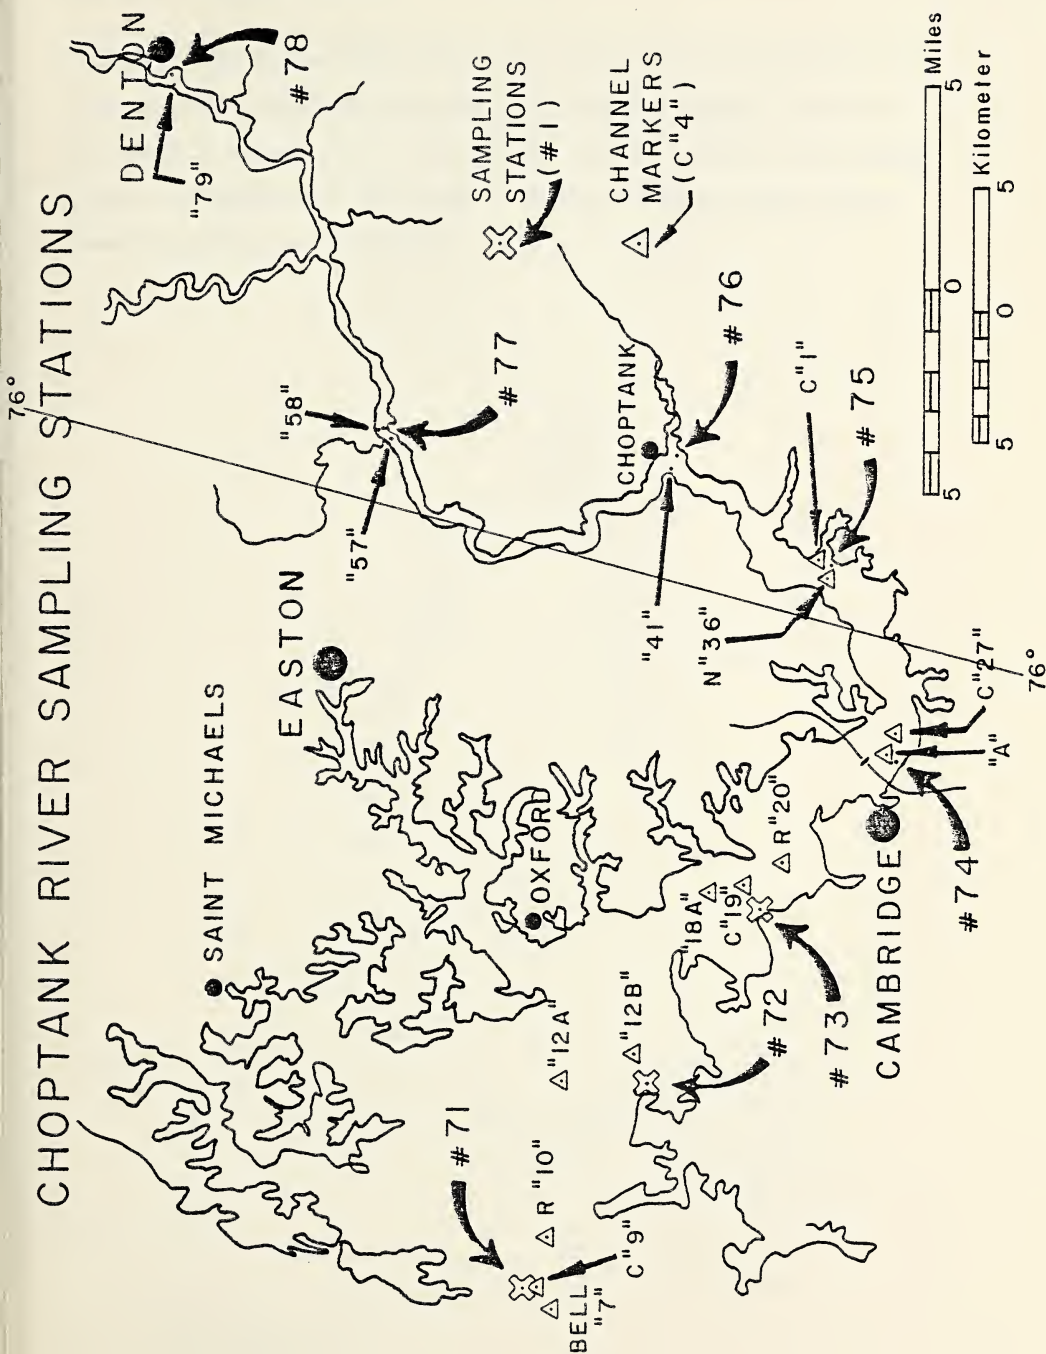 CHOPTANK RIVER SAMPLING STATIONS
76°
DENTON
"79"
#78
SAINT MICHAELS
EASTON
"58"
"57"
#77
SAMPLING
STATIONS
(#1)
CHANNEL
MARKERS
(C"4")
OXFORD
CHOPTANK
"41"
#76
#71
R "10"
C"9"
BELL
"7"
"12A"
"12B"
#72
"18A"
C"19"
R"20"
#73
CAMBRIDGE
#74
"A"
C"27"
N"36"
C"1"
#75
76°
5 0 5
Miles
Kilometer
5 0 5